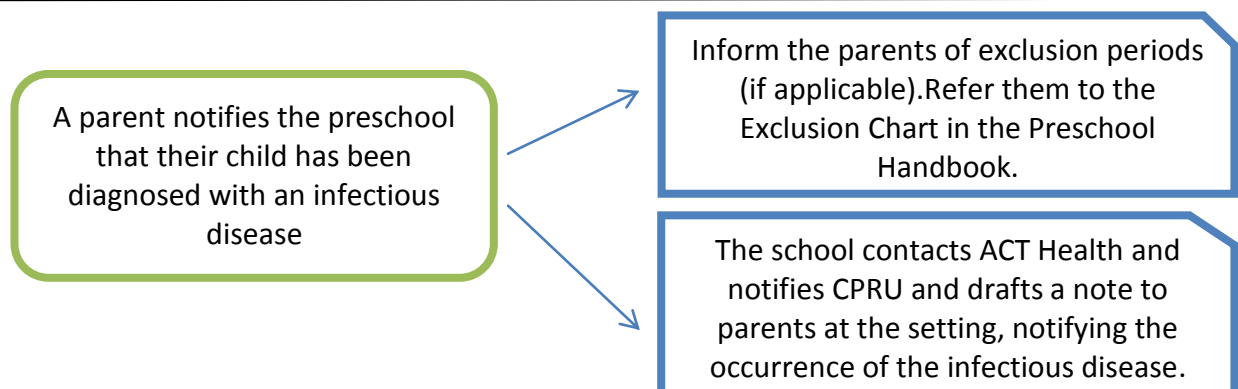 A parent notifies the preschool
that their child has been
diagnosed with an infectious
disease
Inform the parents of exclusion periods
(if applicable).Refer them to the
Exclusion Chart in the Preschool
Handbook.
The school contacts ACT Health and
notifies CPRU and drafts a note to
parents at the setting, notifying the
occurrence of the infectious disease.